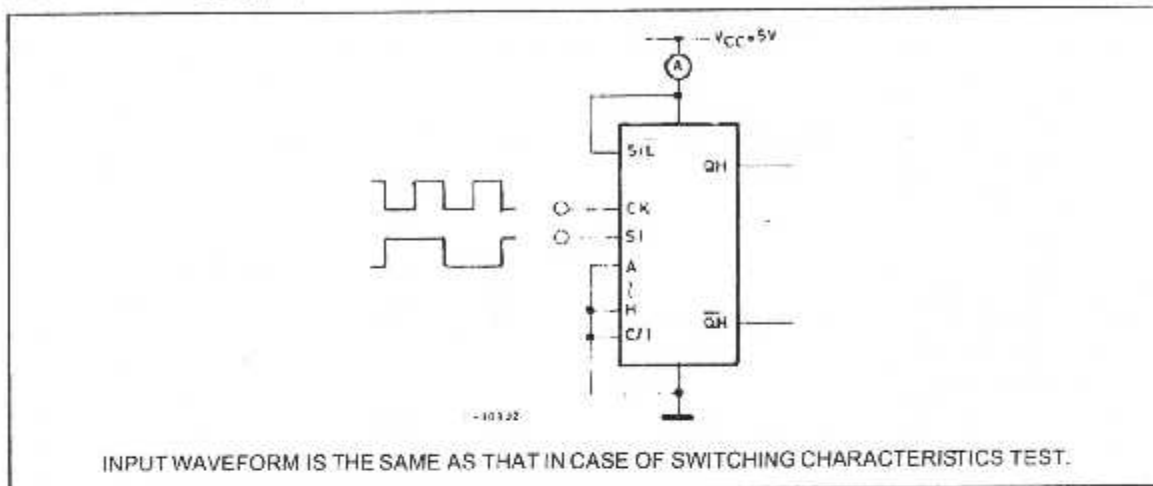 VCC=5V
A
S/L
QH
CK
SI
A
H
C/I
QH
INPUT WAVEFORM IS THE SAME AS THAT IN CASE OF SWITCHING CHARACTERISTICS TEST.